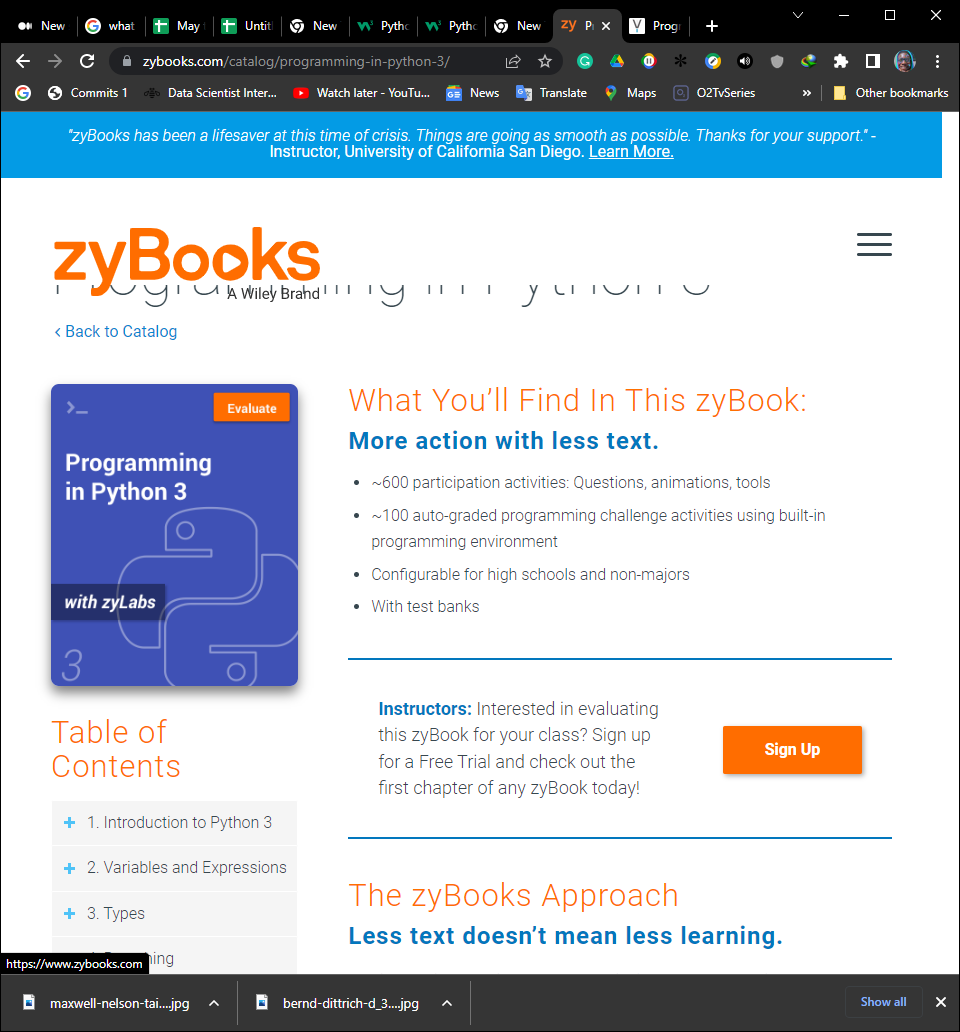 New
what
May
Untitl
New
Pytho
Pytho
New
zy P
Progr
zybooks.com/catalog/programming-in-python-3/
Commits 1
Data Scientist Inter...
Watch later - YouTu...
News
Translate
Maps
O2TvSeries
»
Other bookmarks
"zyBooks has been a lifesaver at this time of crisis. Things are going as smooth as possible. Thanks for your support." -
Instructor, University of California San Diego. Learn More.
zyBooks
A Wiley Brand
Programming in Python 3
Back to Catalog
Evaluate
Programming
in Python 3
with zyLabs
3
What You’ll Find In This zyBook:
More action with less text.
~600 participation activities: Questions, animations, tools
~100 auto-graded programming challenge activities using built-in
programming environment
Configurable for high schools and non-majors
With test banks
Instructors: Interested in evaluating
this zyBook for your class? Sign up
for a Free Trial and check out the
first chapter of any zyBook today!
Sign Up
Table of
Contents
1. Introduction to Python 3
2. Variables and Expressions
3. Types
The zyBooks Approach
Less text doesn’t mean less learning.
https://www.zybooks.com
maxwell-nelson-tai....jpg
bernd-dittrich-d_3....jpg
Show all